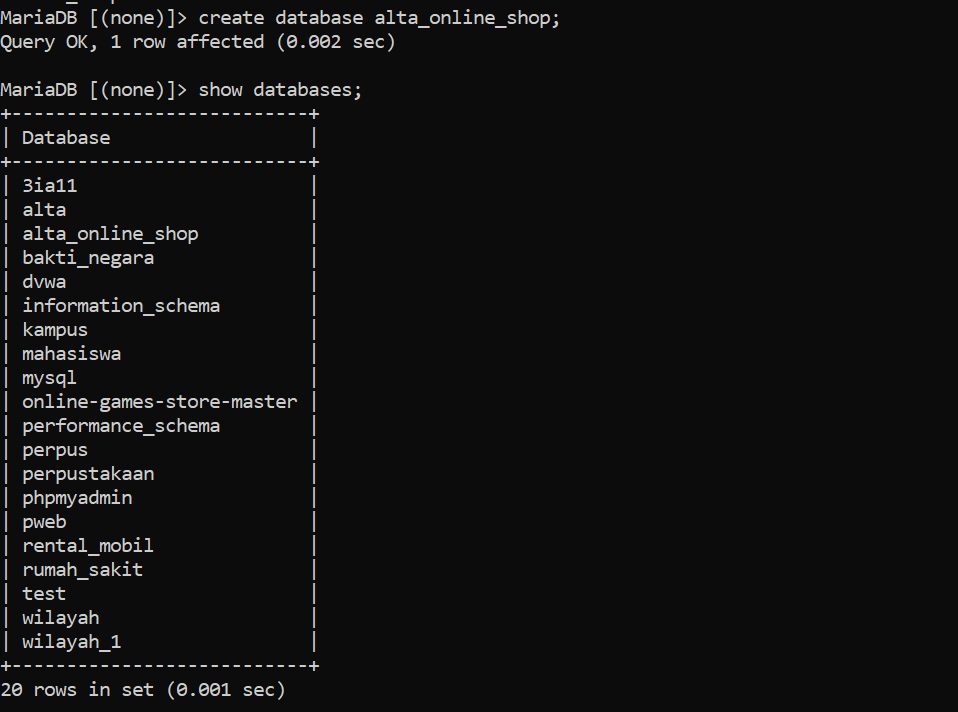 MariaDB [(none)]> create database alta_online_shop;
Query OK, 1 row affected (0.002 sec)

MariaDB [(none)]> show databases;
+---------------------------+
| Database                  |
+---------------------------+
| 3ia11                     |
| alta                      |
| alta_online_shop          |
| bakti_negara              |
| dvwa                      |
| information_schema        |
| kampus                    |
| mahasiswa                 |
| mysql                     |
| online-games-store-master |
| performance_schema        |
| perpus                    |
| perpustakaan              |
| phpmyadmin                |
| pweb                      |
| rental_mobil              |
| rumah_sakit               |
| test                      |
| wilayah                   |
| wilayah_1                 |
+---------------------------+
20 rows in set (0.001 sec)